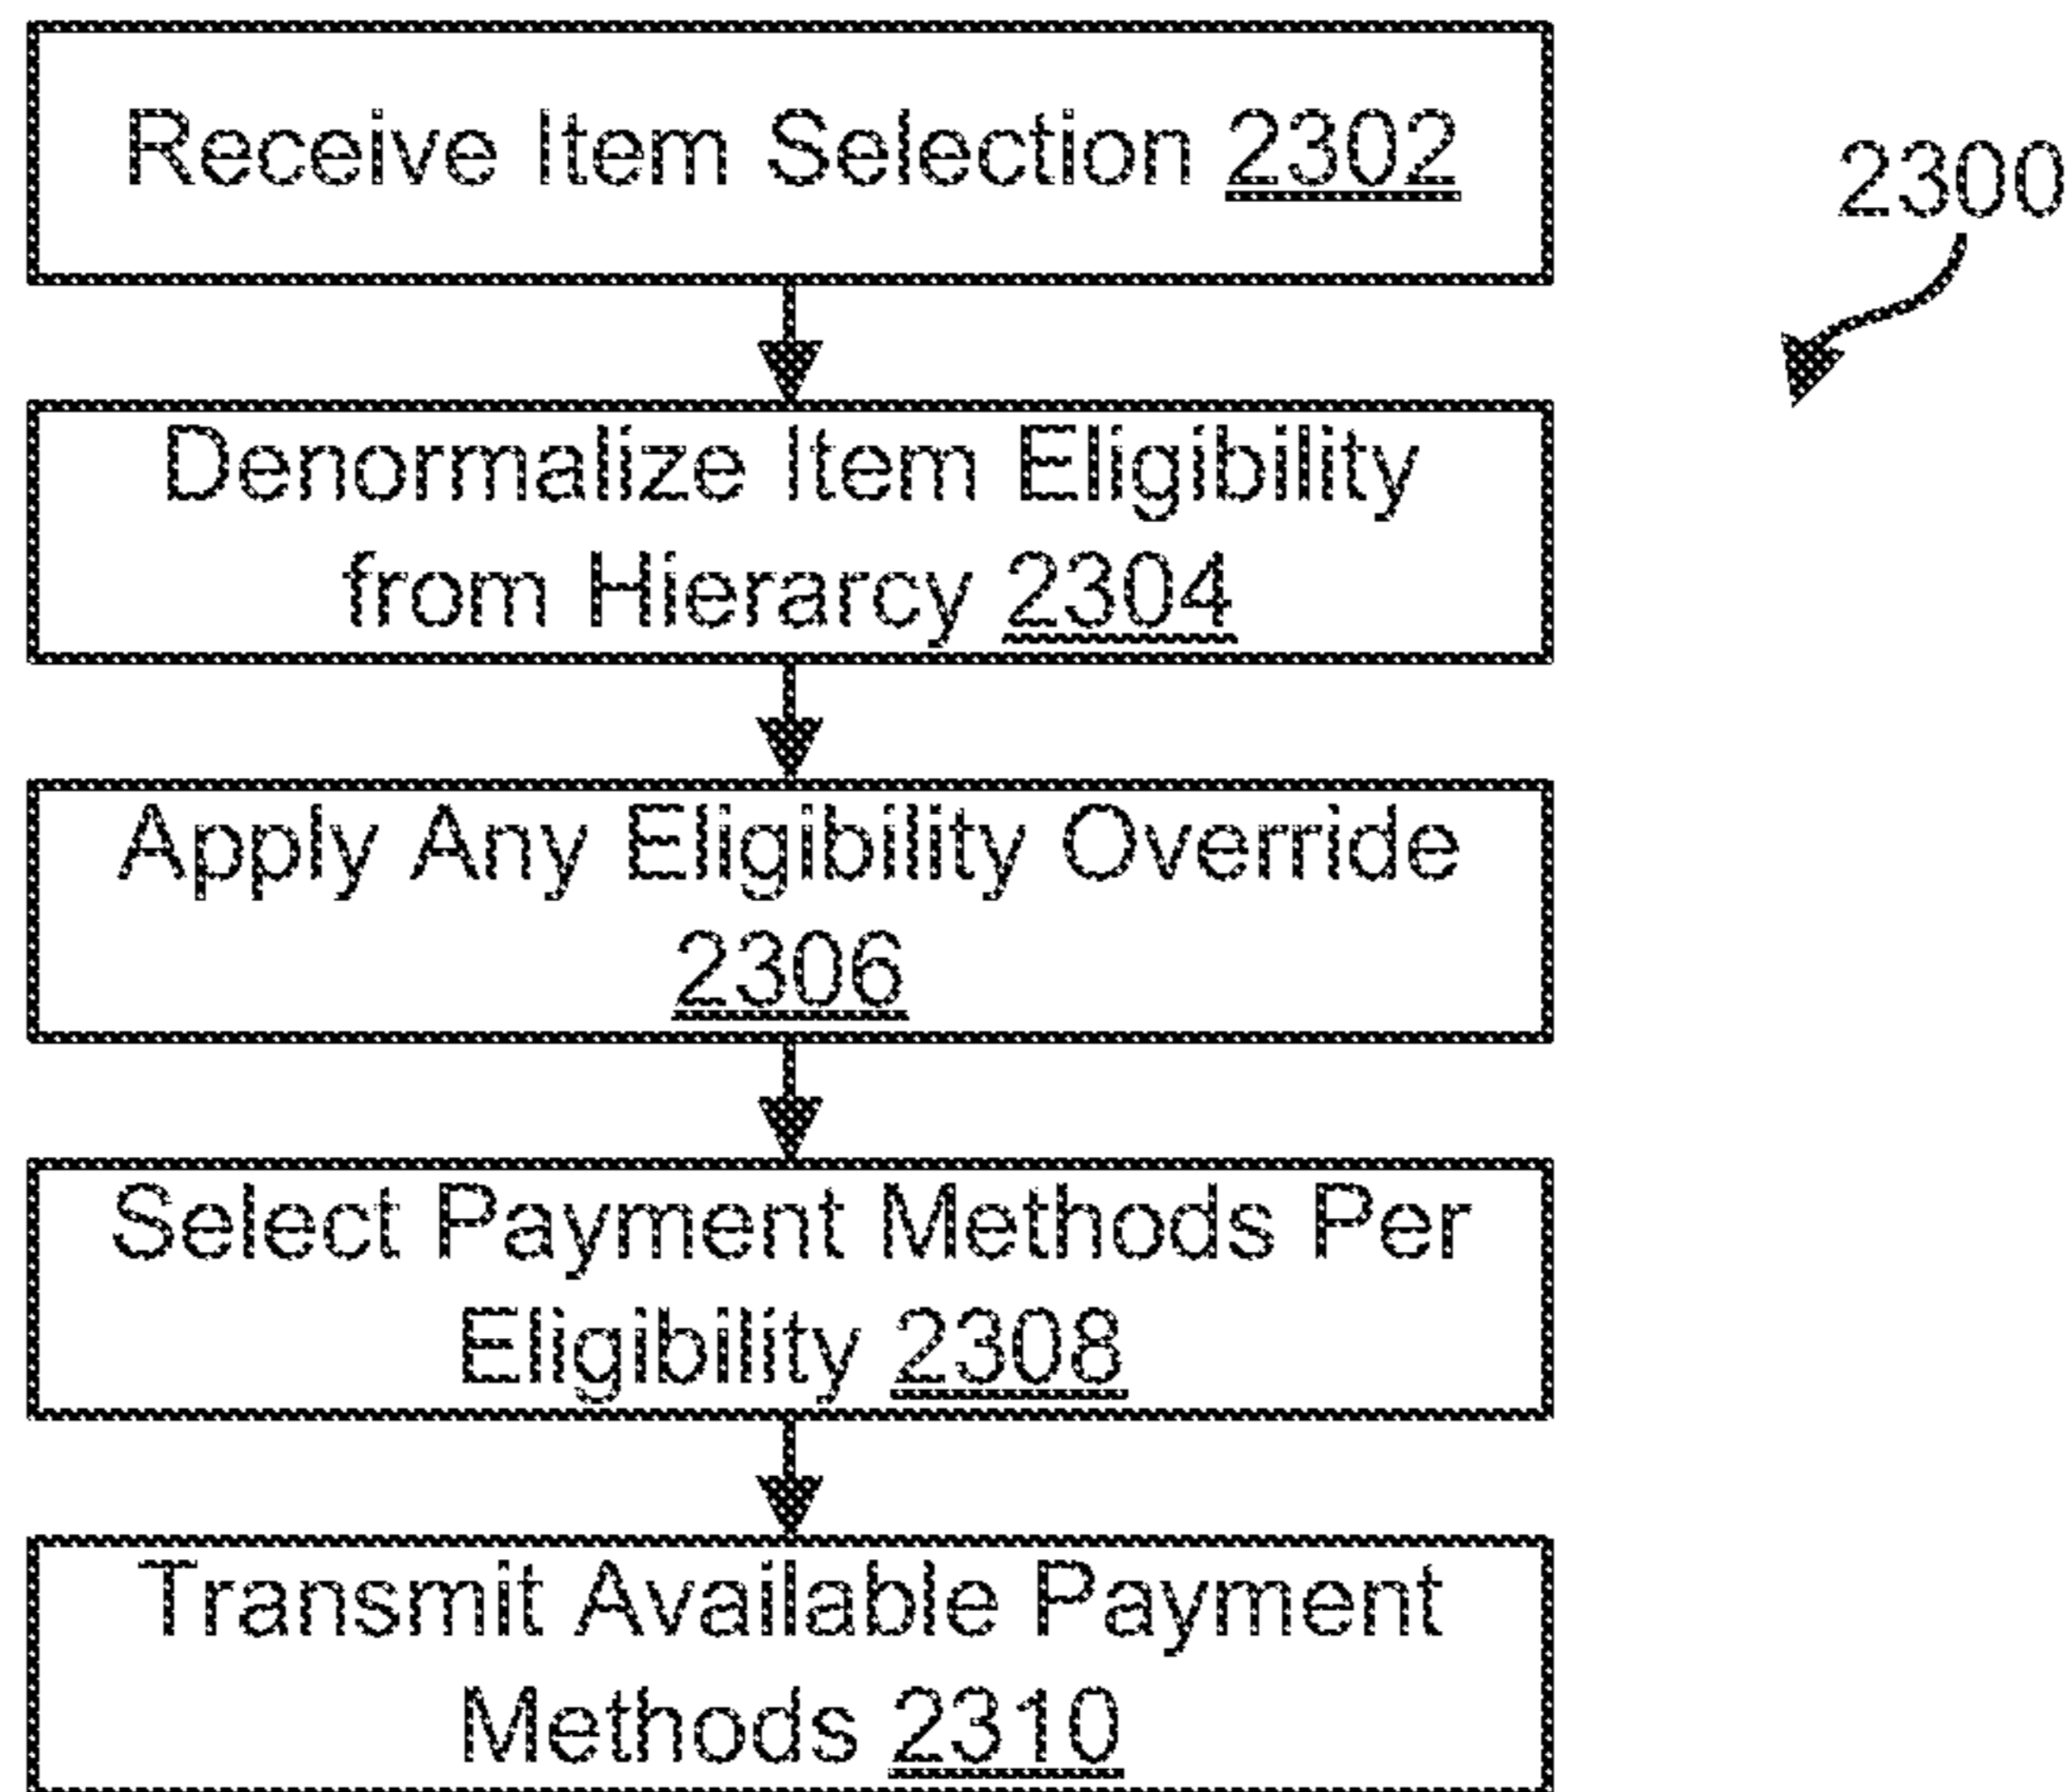 Receive Item Selection 2302
2300
Denormalize Item Eligibility
from Hierarcy 2304
Apply Any Eligibility Override
2306
Select Payment Methods Per
Eligibility 2308
Transmit Available Payment
Methods 2310